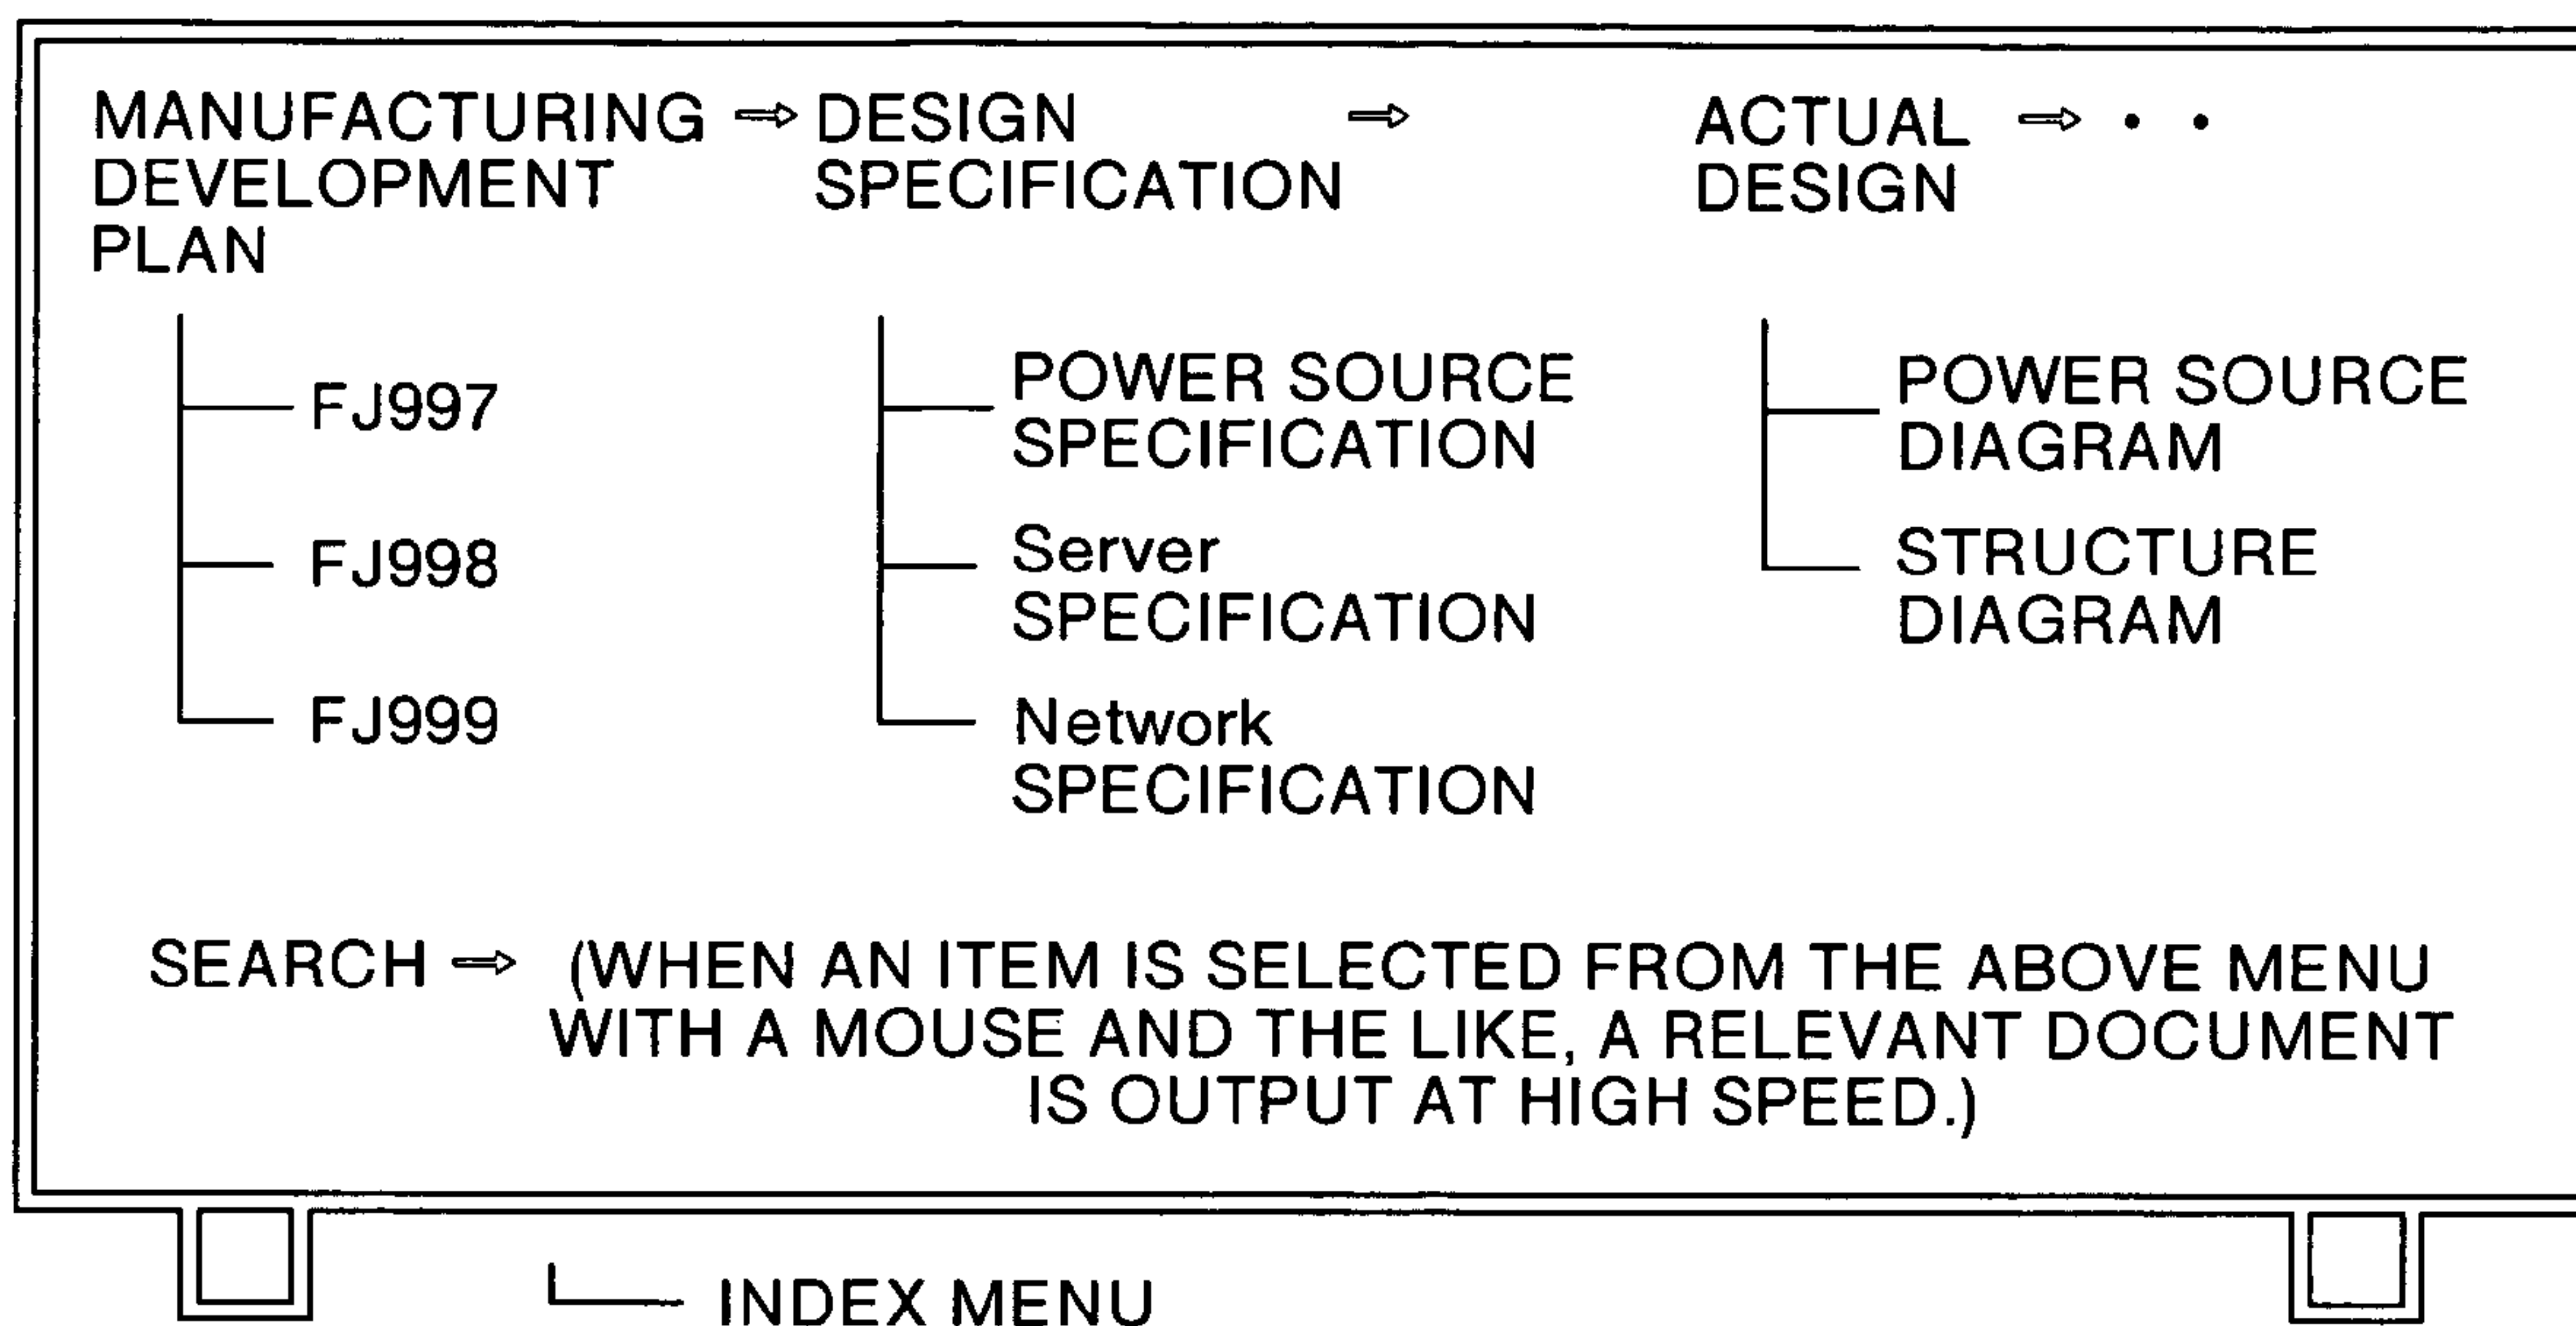 MANUFACTURING ⇒ DESIGN ⇒ ACTUAL ⇒ • •
DEVELOPMENT SPECIFICATION DESIGN
PLAN
FJ997
FJ998
FJ999
POWER SOURCE
SPECIFICATION
Server
SPECIFICATION
Network
SPECIFICATION
POWER SOURCE
DIAGRAM
STRUCTURE
DIAGRAM
SEARCH ⇒ (WHEN AN ITEM IS SELECTED FROM THE ABOVE MENU
WITH A MOUSE AND THE LIKE, A RELEVANT DOCUMENT
IS OUTPUT AT HIGH SPEED.)
INDEX MENU